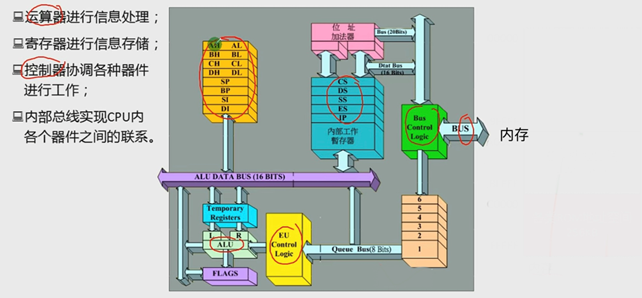 运算器进行信息处理；
寄存器进行信息存储；
控制器协调各种器件
进行工作；
内部总线实现CPU内
各个器件之间的联系。
AH AL
BH BL
CH CL
DH DL
SP
BP
SI
DI
位址
加法器
Bus (20Bits)
Dtat Bus
(16 Bits)
CS
DS
SS
ES
IP
内部工作
暂存器
Bus
Control
Logic
BUS
内存
ALU DATA BUS (16 BITS)
Temporary
Registers
L R
ALU
FLAGS
EU
Control
Logic
Queue Bus(8 Bits)
6
5
4
3
2
1